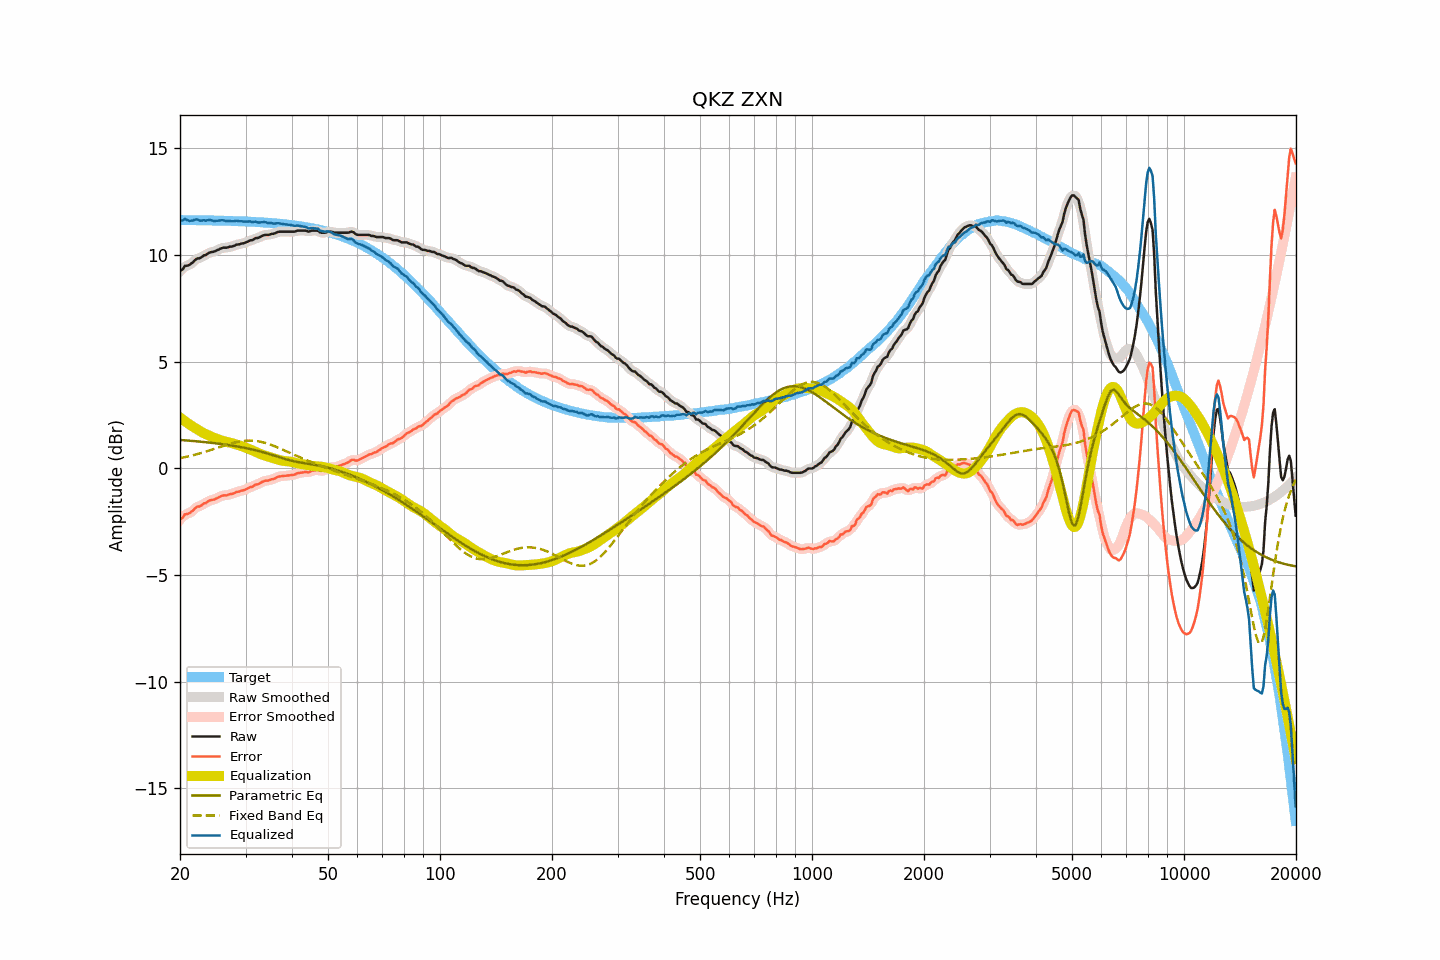 QKZ ZXN
Amplitude (dBr)
15
10
5
0
−5
−10
−15
Target
Raw Smoothed
Error Smoothed
Raw
Error
Equalization
Parametric Eq
Fixed Band Eq
Equalized
20 50 100 200 500 1000 2000 5000 10000 20000
Frequency (Hz)